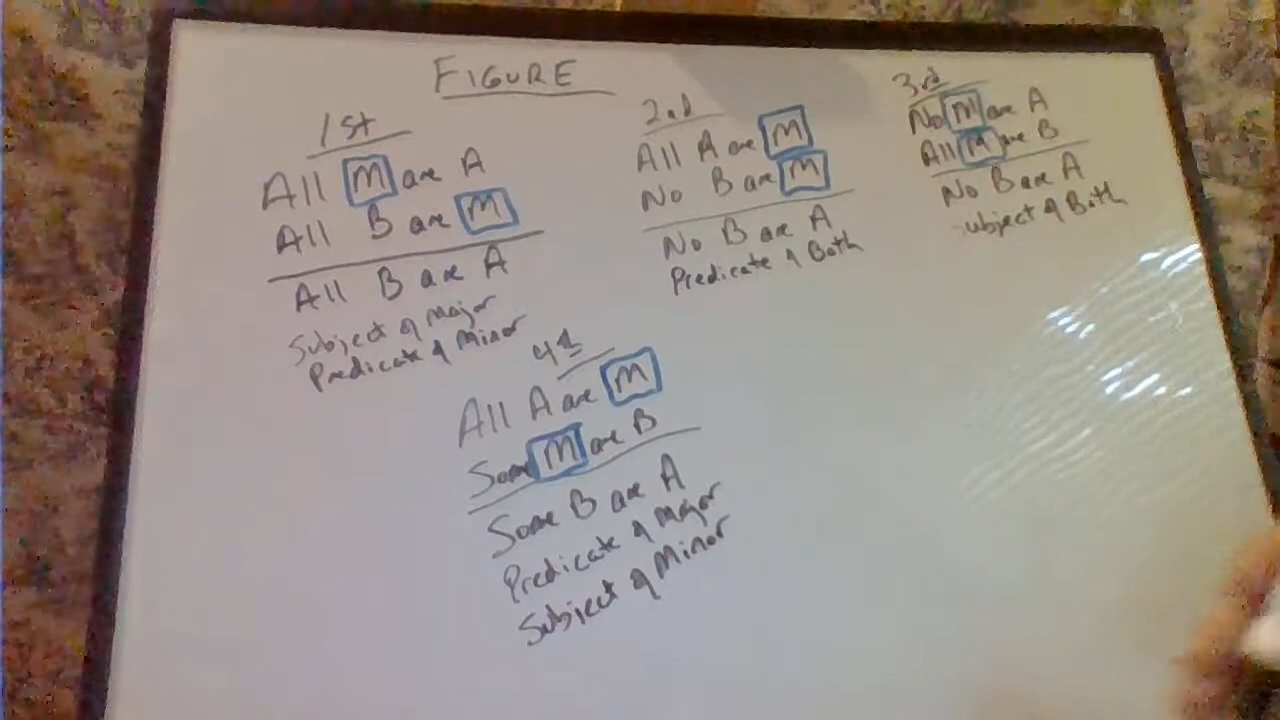 FIGURE
1st
All M are A
All B are M
All B are A
Subject of Major
Predicate of Minor
2nd
All A are M
No B are M
No B are A
Predicate of Both
3rd
No M are A
All M are B
No B are A
Subject of Both
4th
All A are M
Some M are B
Some B are A
Predicate of Major
Subject of Minor